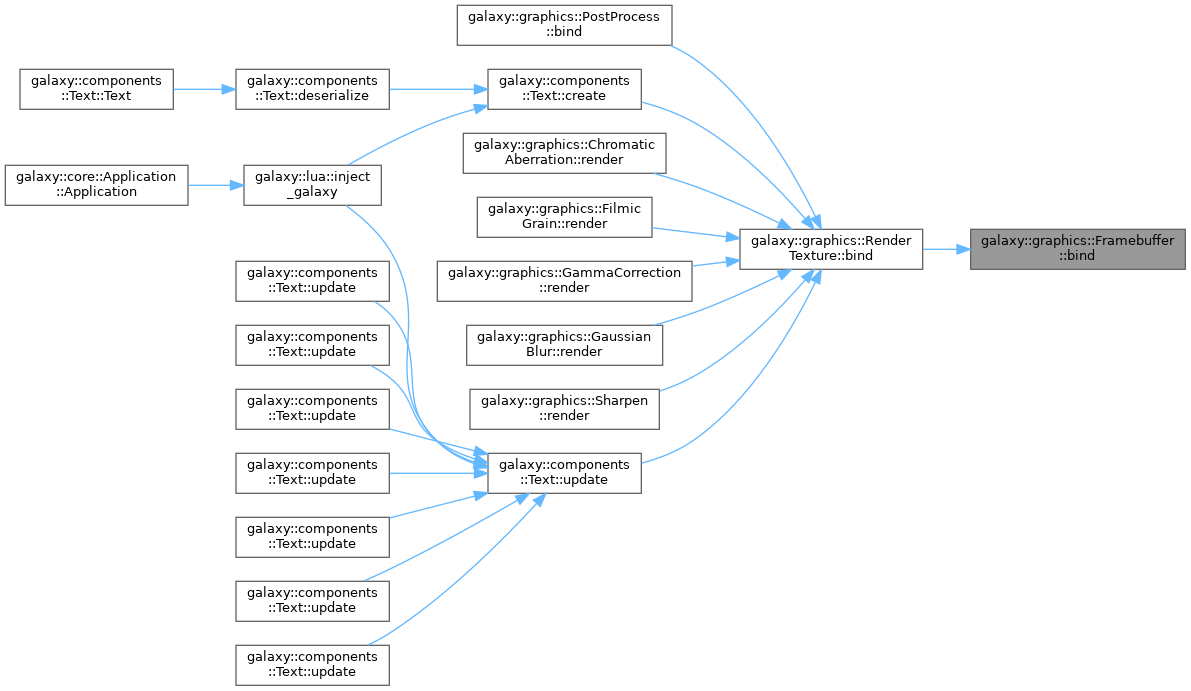 galaxy::graphics::PostProcess
::bind
galaxy::components
::Text::Text
galaxy::components
::Text::deserialize
galaxy::components
::Text::create
galaxy::graphics::Chromatic
Aberration::render
galaxy::core::Application
::Application
galaxy::lua::inject
_galaxy
galaxy::graphics::Filmic
Grain::render
galaxy::graphics::Render
Texture::bind
galaxy::graphics::Framebuffer
::bind
galaxy::components
::Text::update
galaxy::graphics::GammaCorrection
::render
galaxy::components
::Text::update
galaxy::graphics::Gaussian
Blur::render
galaxy::components
::Text::update
galaxy::graphics::Sharpen
::render
galaxy::components
::Text::update
galaxy::components
::Text::update
galaxy::components
::Text::update
galaxy::components
::Text::update
galaxy::components
::Text::update